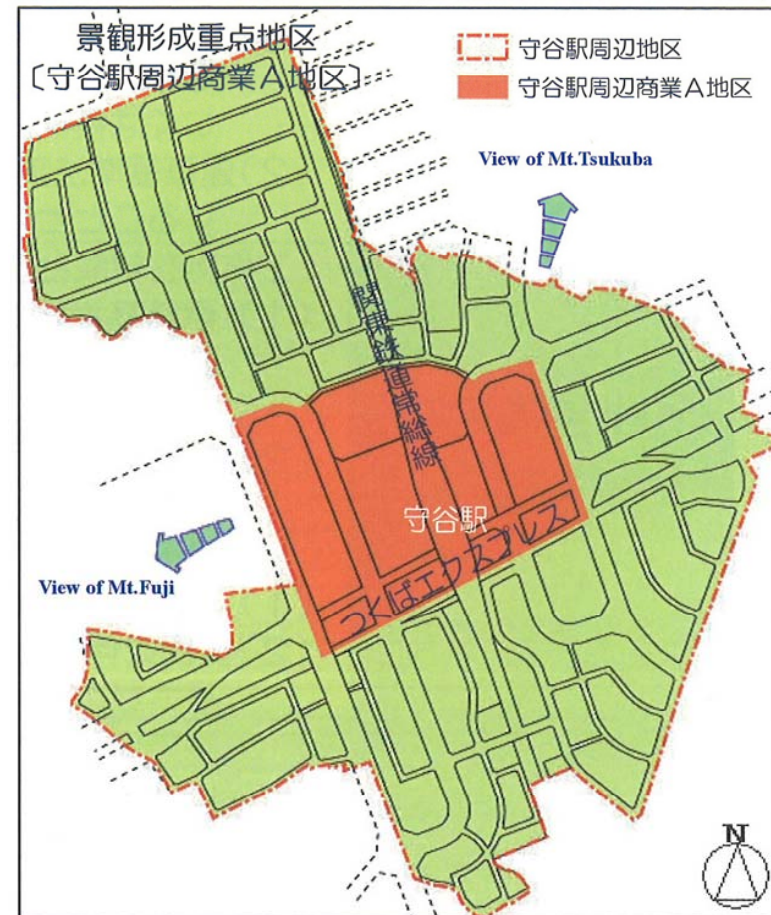 景観形成重点地区
〔守谷駅周辺商業A地区〕
守谷駅周辺地区
守谷駅周辺商業A地区
View of Mt.Tsukuba
関東鉄道常総線
守谷駅
つくばエクスプレス
View of Mt.Fuji
N